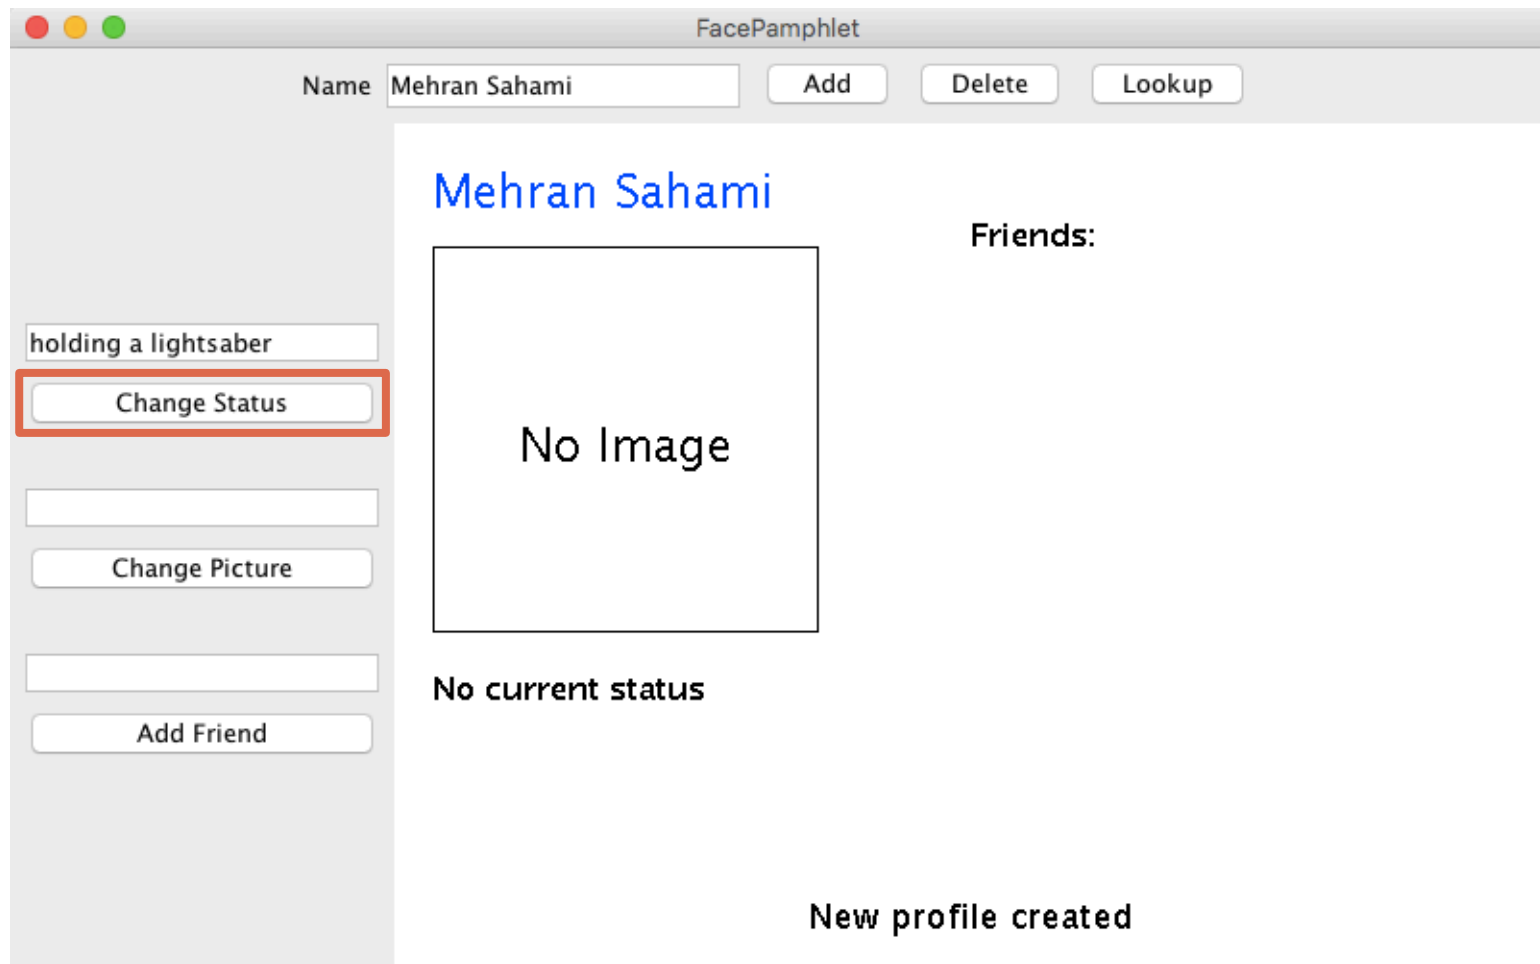 FacePamphlet
Name Mehran Sahami Add Delete Lookup
Mehran Sahami
Friends:
holding a lightsaber
Change Status
No Image
Change Picture
No current status
Add Friend
New profile created